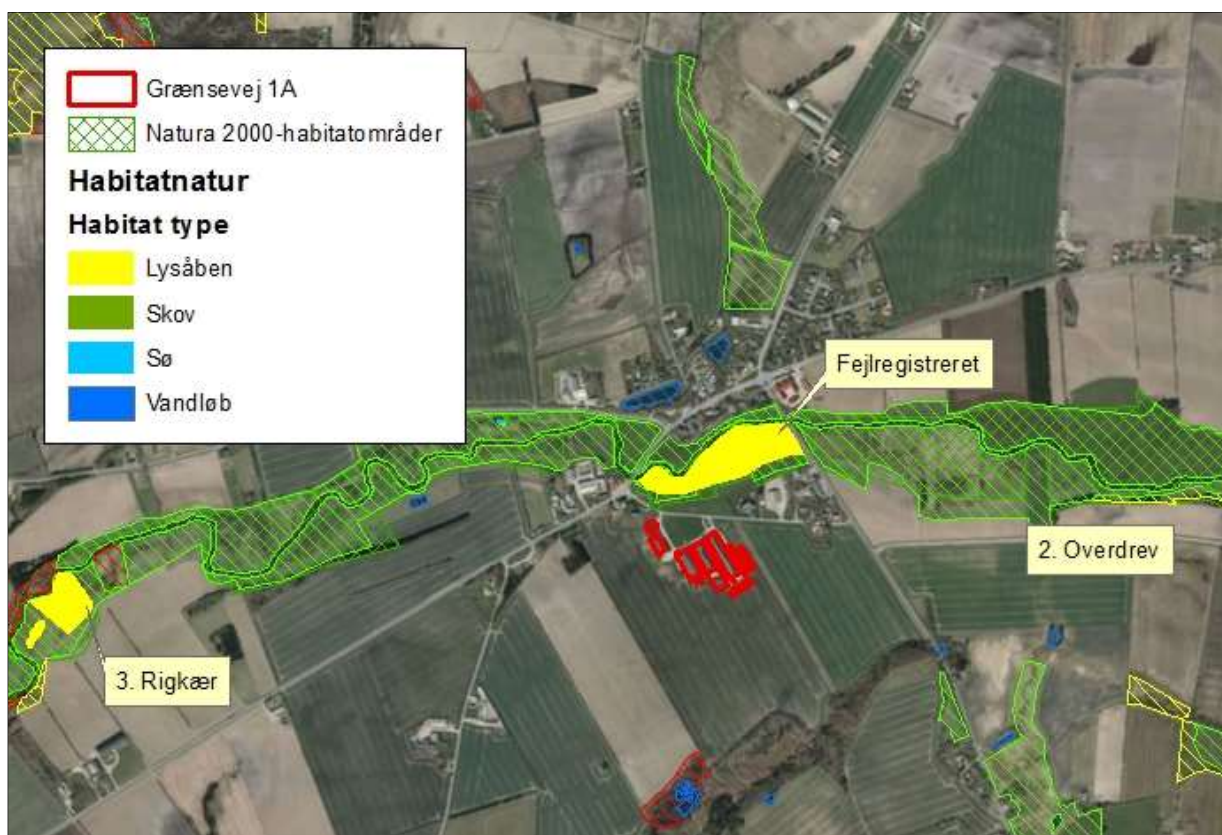 Grænsevej 1A
Natura 2000-habitatområder
Habitatnatur
Habitat type
Lysåben
Skov
Sø
Vandløb
Fejlregistreret
2. Overdrev
3. Rigkær